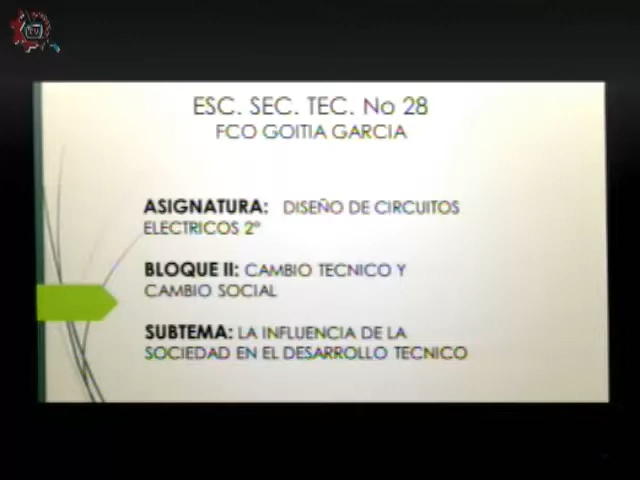 TV
ESC. SEC. TEC. No 28
FCO GOITIA GARCIA
ASIGNATURA: DISEÑO DE CIRCUITOS
ELECTRICOS 2°
BLOQUE II: CAMBIO TECNICO Y
CAMBIO SOCIAL
SUBTEMA: LA INFLUENCIA DE LA
SOCIEDAD EN EL DESARROLLO TECNICO